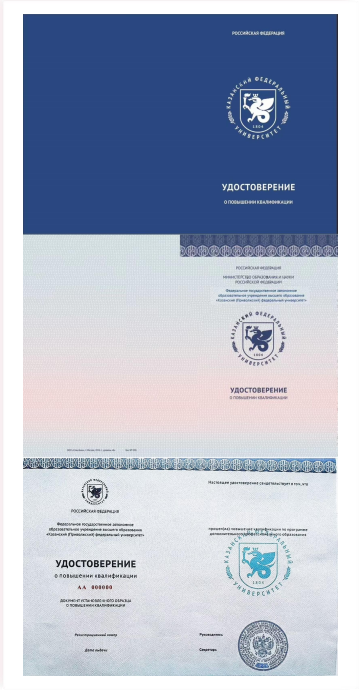 РОССИЙСКАЯ ФЕДЕРАЦИЯ
КАЗАНСКИЙ ФЕДЕРАЛЬНЫЙ УНИВЕРСИТЕТ
1804
УДОСТОВЕРЕНИЕ
О ПОВЫШЕНИИ КВАЛИФИКАЦИИ
РОССИЙСКАЯ ФЕДЕРАЦИЯ
МИНИСТЕРСТВО ОБРАЗОВАНИЯ И НАУКИ
РОССИЙСКОЙ ФЕДЕРАЦИИ
Федеральное государственное автономное
образовательное учреждение высшего образования
«Казанский (Приволжский) федеральный университет»
КАЗАНСКИЙ ФЕДЕРАЛЬНЫЙ УНИВЕРСИТЕТ
1804
УДОСТОВЕРЕНИЕ
О ПОВЫШЕНИИ КВАЛИФИКАЦИИ
РОССИЙСКАЯ ФЕДЕРАЦИЯ
Федеральное государственное автономное
образовательное учреждение высшего образования
«Казанский (Приволжский) федеральный университет»
УДОСТОВЕРЕНИЕ
о повышении квалификации
АА 000000
ДОКУМЕНТ УСТАНОВЛЕННОГО ОБРАЗЦА
О ПОВЫШЕНИИ КВАЛИФИКАЦИИ
Регистрационный номер
Дата выдачи
Настоящее удостоверение свидетельствует о том, что
прошел(ла) повышение квалификации по программе
дополнительного профессионального образования
КАЗАНСКИЙ ФЕДЕРАЛЬНЫЙ УНИВЕРСИТЕТ
1804
Руководитель
Секретарь